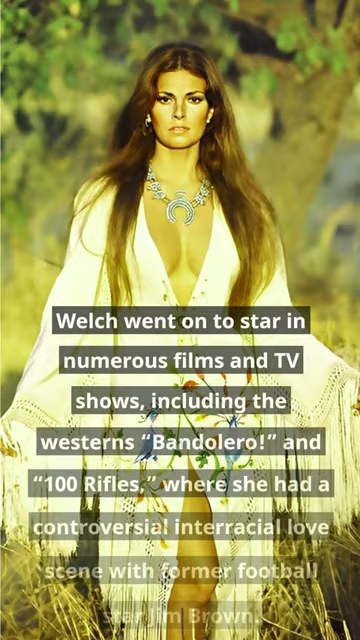 Welch went on to star in
numerous films and TV
shows, including the
westerns “Bandolero!” and
“100 Rifles,” where she had a
controversial interracial love
scene with former football
star Jim Brown.